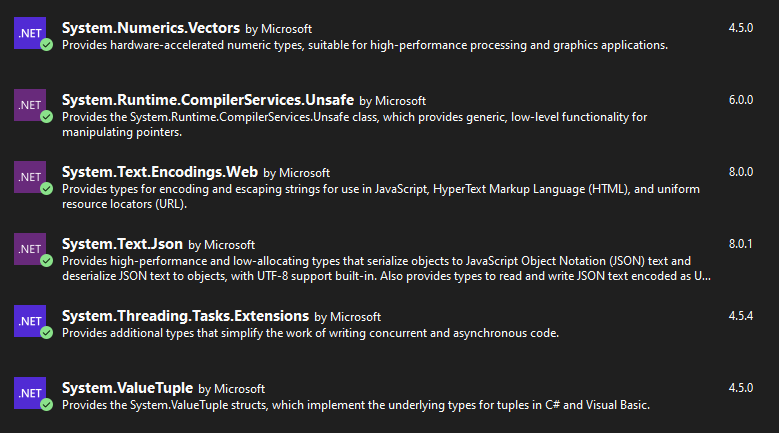 .NET
System.Numerics.Vectors by Microsoft 4.5.0
Provides hardware-accelerated numeric types, suitable for high-performance processing and graphics applications.
.NET
System.Runtime.CompilerServices.Unsafe by Microsoft 6.0.0
Provides the System.Runtime.CompilerServices.Unsafe class, which provides generic, low-level functionality for
manipulating pointers.
.NET
System.Text.Encodings.Web by Microsoft 8.0.0
Provides types for encoding and escaping strings for use in JavaScript, HyperText Markup Language (HTML), and uniform
resource locators (URL).
.NET
System.Text.Json by Microsoft 8.0.1
Provides high-performance and low-allocating types that serialize objects to JavaScript Object Notation (JSON) text and
deserialize JSON text to objects, with UTF-8 support built-in. Also provides types to read and write JSON text encoded as U...
.NET
System.Threading.Tasks.Extensions by Microsoft 4.5.4
Provides additional types that simplify the work of writing concurrent and asynchronous code.
.NET
System.ValueTuple by Microsoft 4.5.0
Provides the System.ValueTuple structs, which implement the underlying types for tuples in C# and Visual Basic.